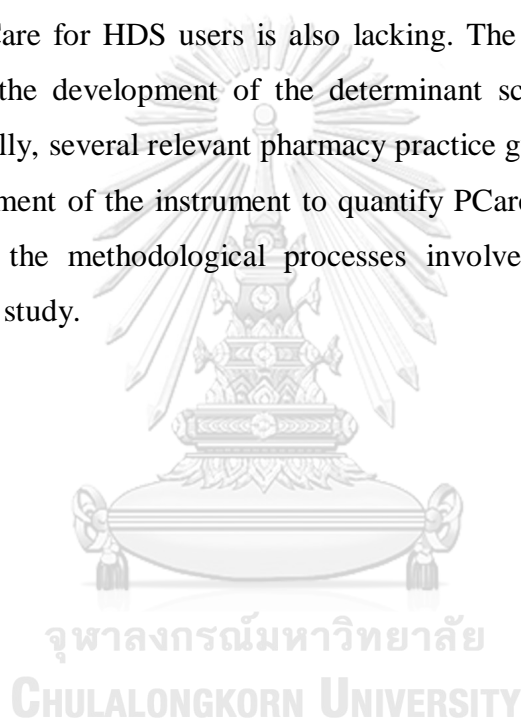 Care for HDS users is also lacking. The
the development of the determinant sc
lly, several relevant pharmacy practice g
ment of the instrument to quantify PCar
the methodological processes involve
study.
จุฬาลงกรณ์มหาวิทยาลัย
CHULALONGKORN UNIVERSITY